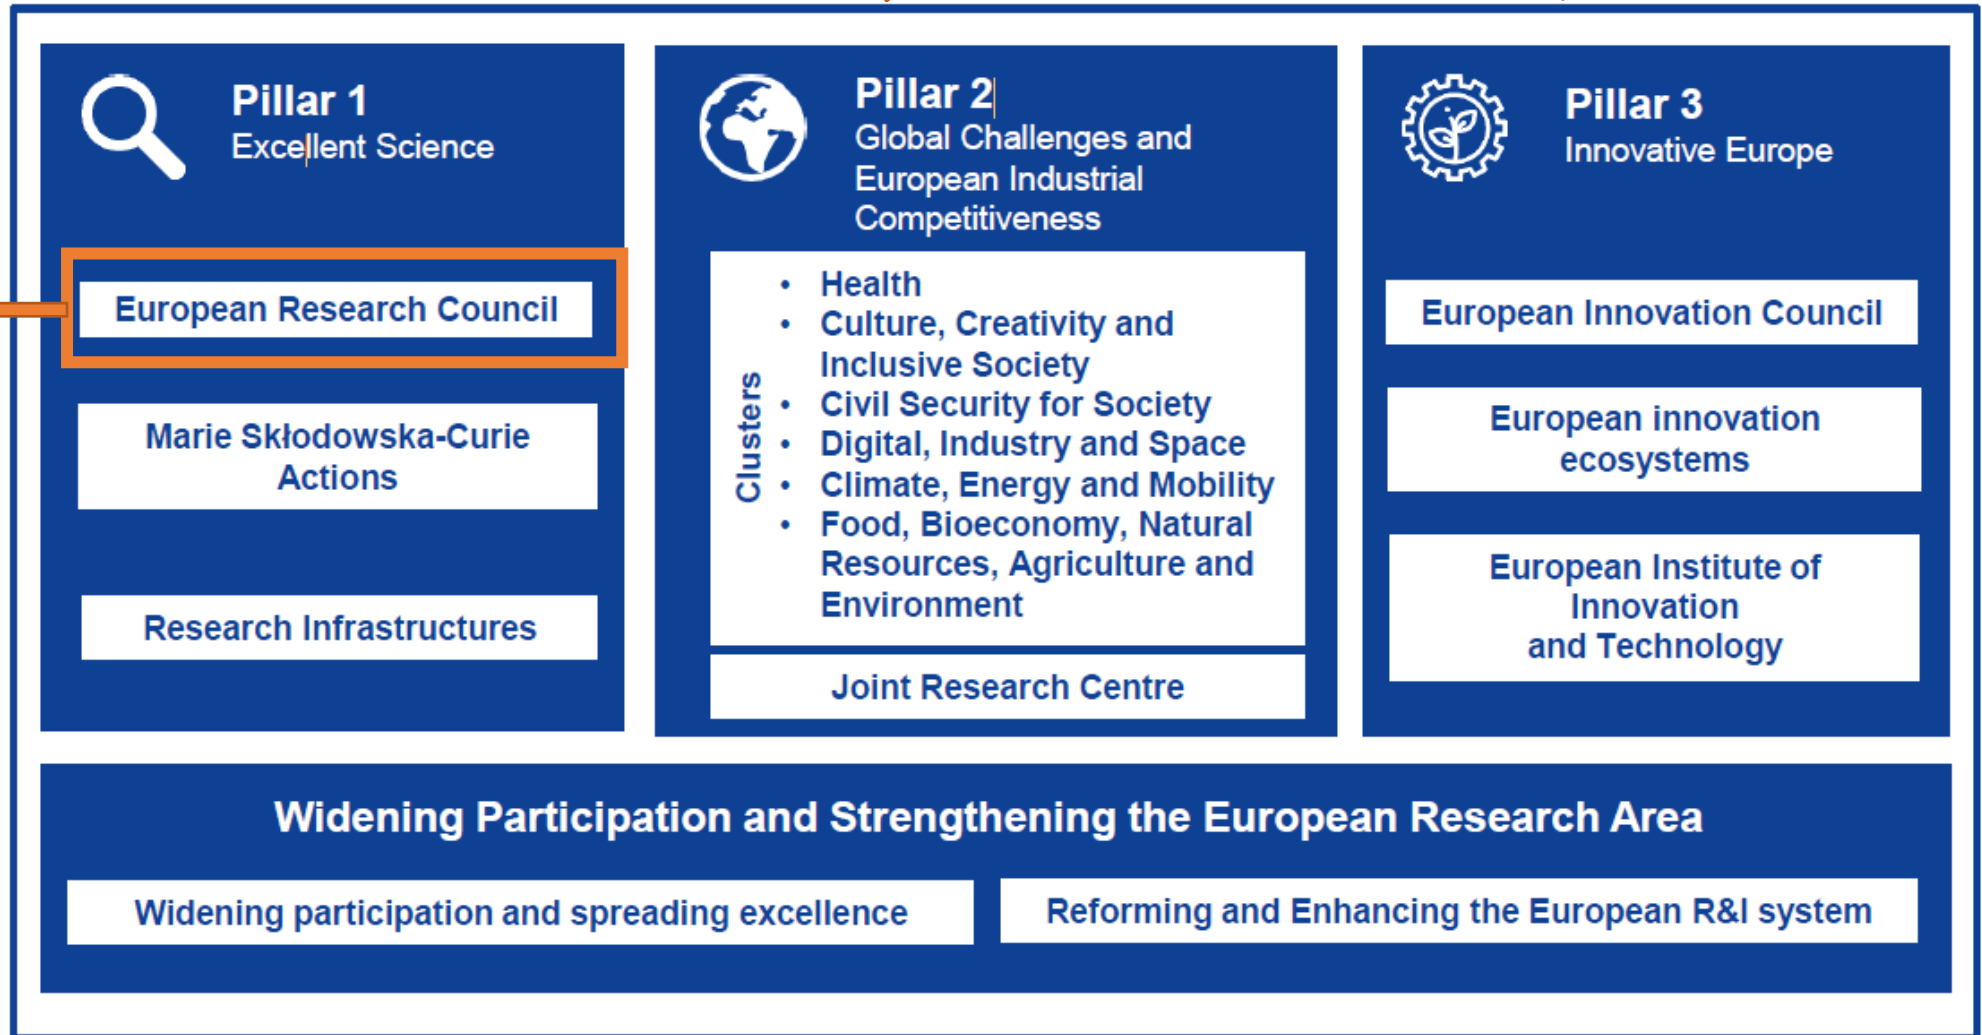 Pillar 1
Excellent Science
European Research Council
Marie Skłodowska-Curie
Actions
Research Infrastructures
Pillar 2
Global Challenges and
European Industrial
Competitiveness
Clusters
• Health
• Culture, Creativity and
Inclusive Society
• Civil Security for Society
• Digital, Industry and Space
• Climate, Energy and Mobility
• Food, Bioeconomy, Natural
Resources, Agriculture and
Environment
Joint Research Centre
Pillar 3
Innovative Europe
European Innovation Council
European innovation
ecosystems
European Institute of
Innovation
and Technology
Widening Participation and Strengthening the European Research Area
Widening participation and spreading excellence
Reforming and Enhancing the European R&I system